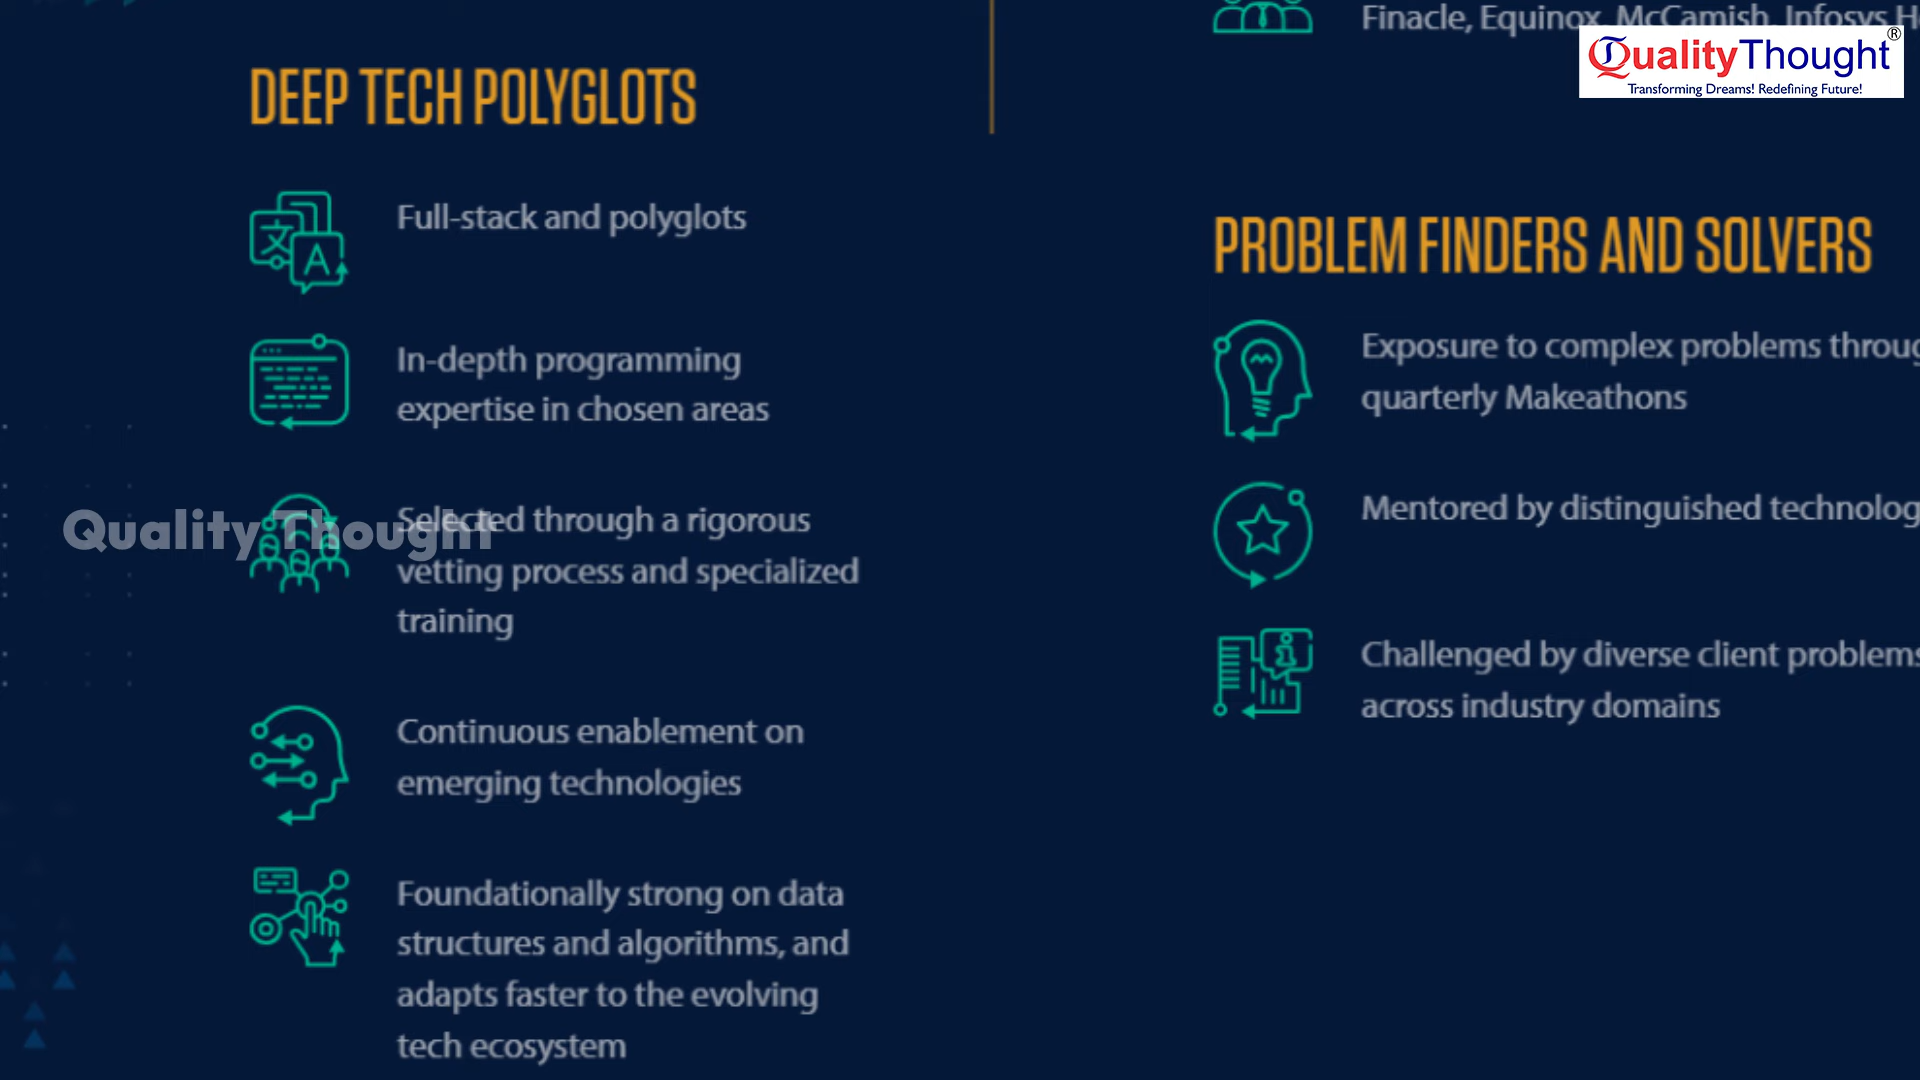 Finacle, Equinox, McCamish, Infosys
QualityThought®
Transforming Dreams! Redefining Future!
DEEP TECH POLYGLOTS
文
A
Full-stack and polyglots
In-depth programming
expertise in chosen areas
Selected through a rigorous
vetting process and specialized
training
Quality Thought
Continuous enablement on
emerging technologies
Foundationally strong on data
structures and algorithms, and
adapts faster to the evolving
tech ecosystem
PROBLEM FINDERS AND SOLVERS
Exposure to complex problems throug
quarterly Makeathons
Mentored by distinguished technolog
Challenged by diverse client problems
across industry domains